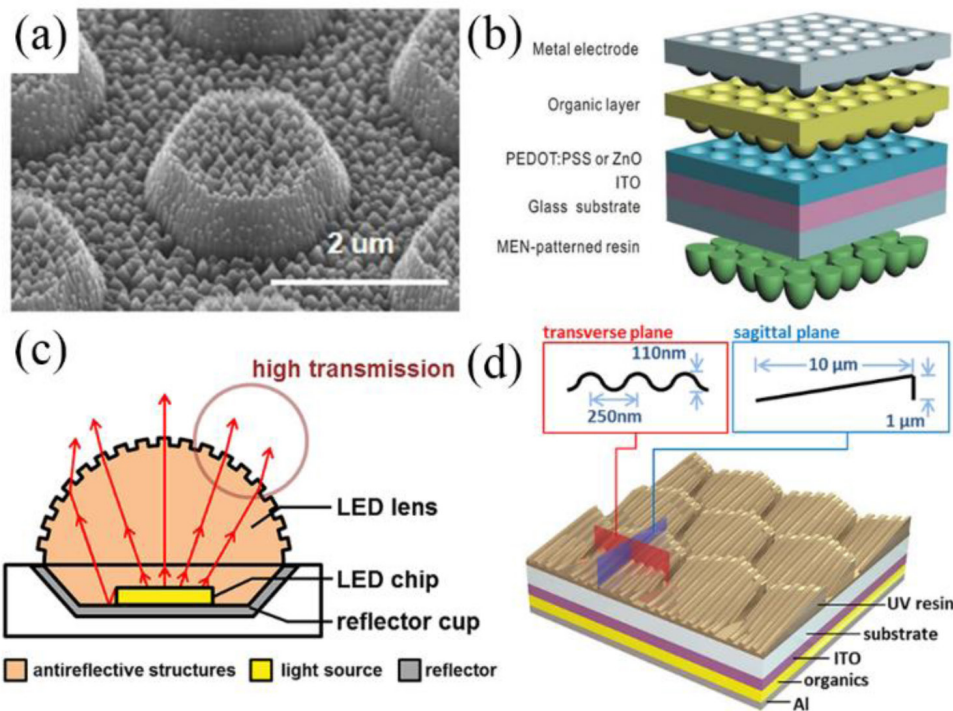 (a)
2 um
(b)
Metal electrode
Organic layer
PEDOT:PSS or ZnO
ITO
Glass substrate
MEN-patterned resin
(c)
high transmission
LED lens
LED chip
reflector cup
antireflective structures light source reflector
(d)
transverse plane
110nm
250nm
sagittal plane
10 µm
1 µm
UV resin
substrate
ITO
organics
Al